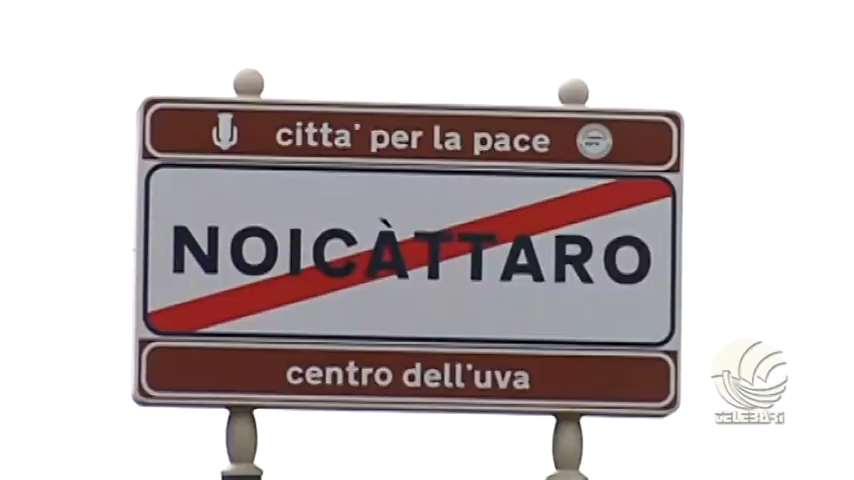 citta' per la pace
NOICÀTTARO
centro dell'uva
TELEBARI